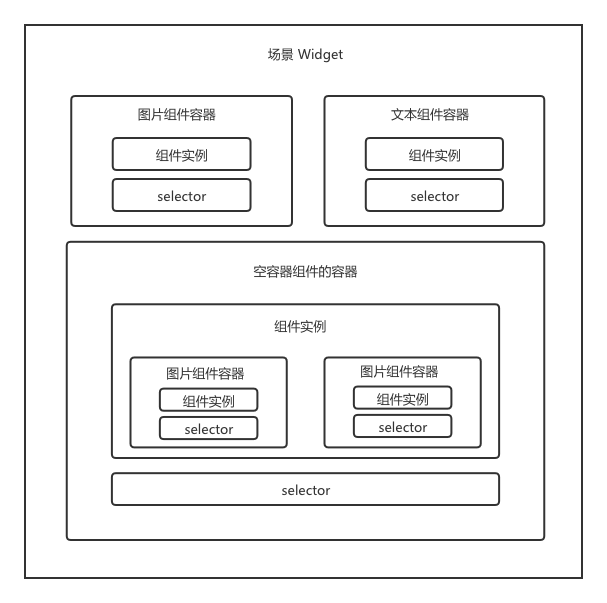 场景 Widget
图片组件容器
组件实例
selector
文本组件容器
组件实例
selector
空容器组件的容器
组件实例
图片组件容器
组件实例
selector
图片组件容器
组件实例
selector
selector